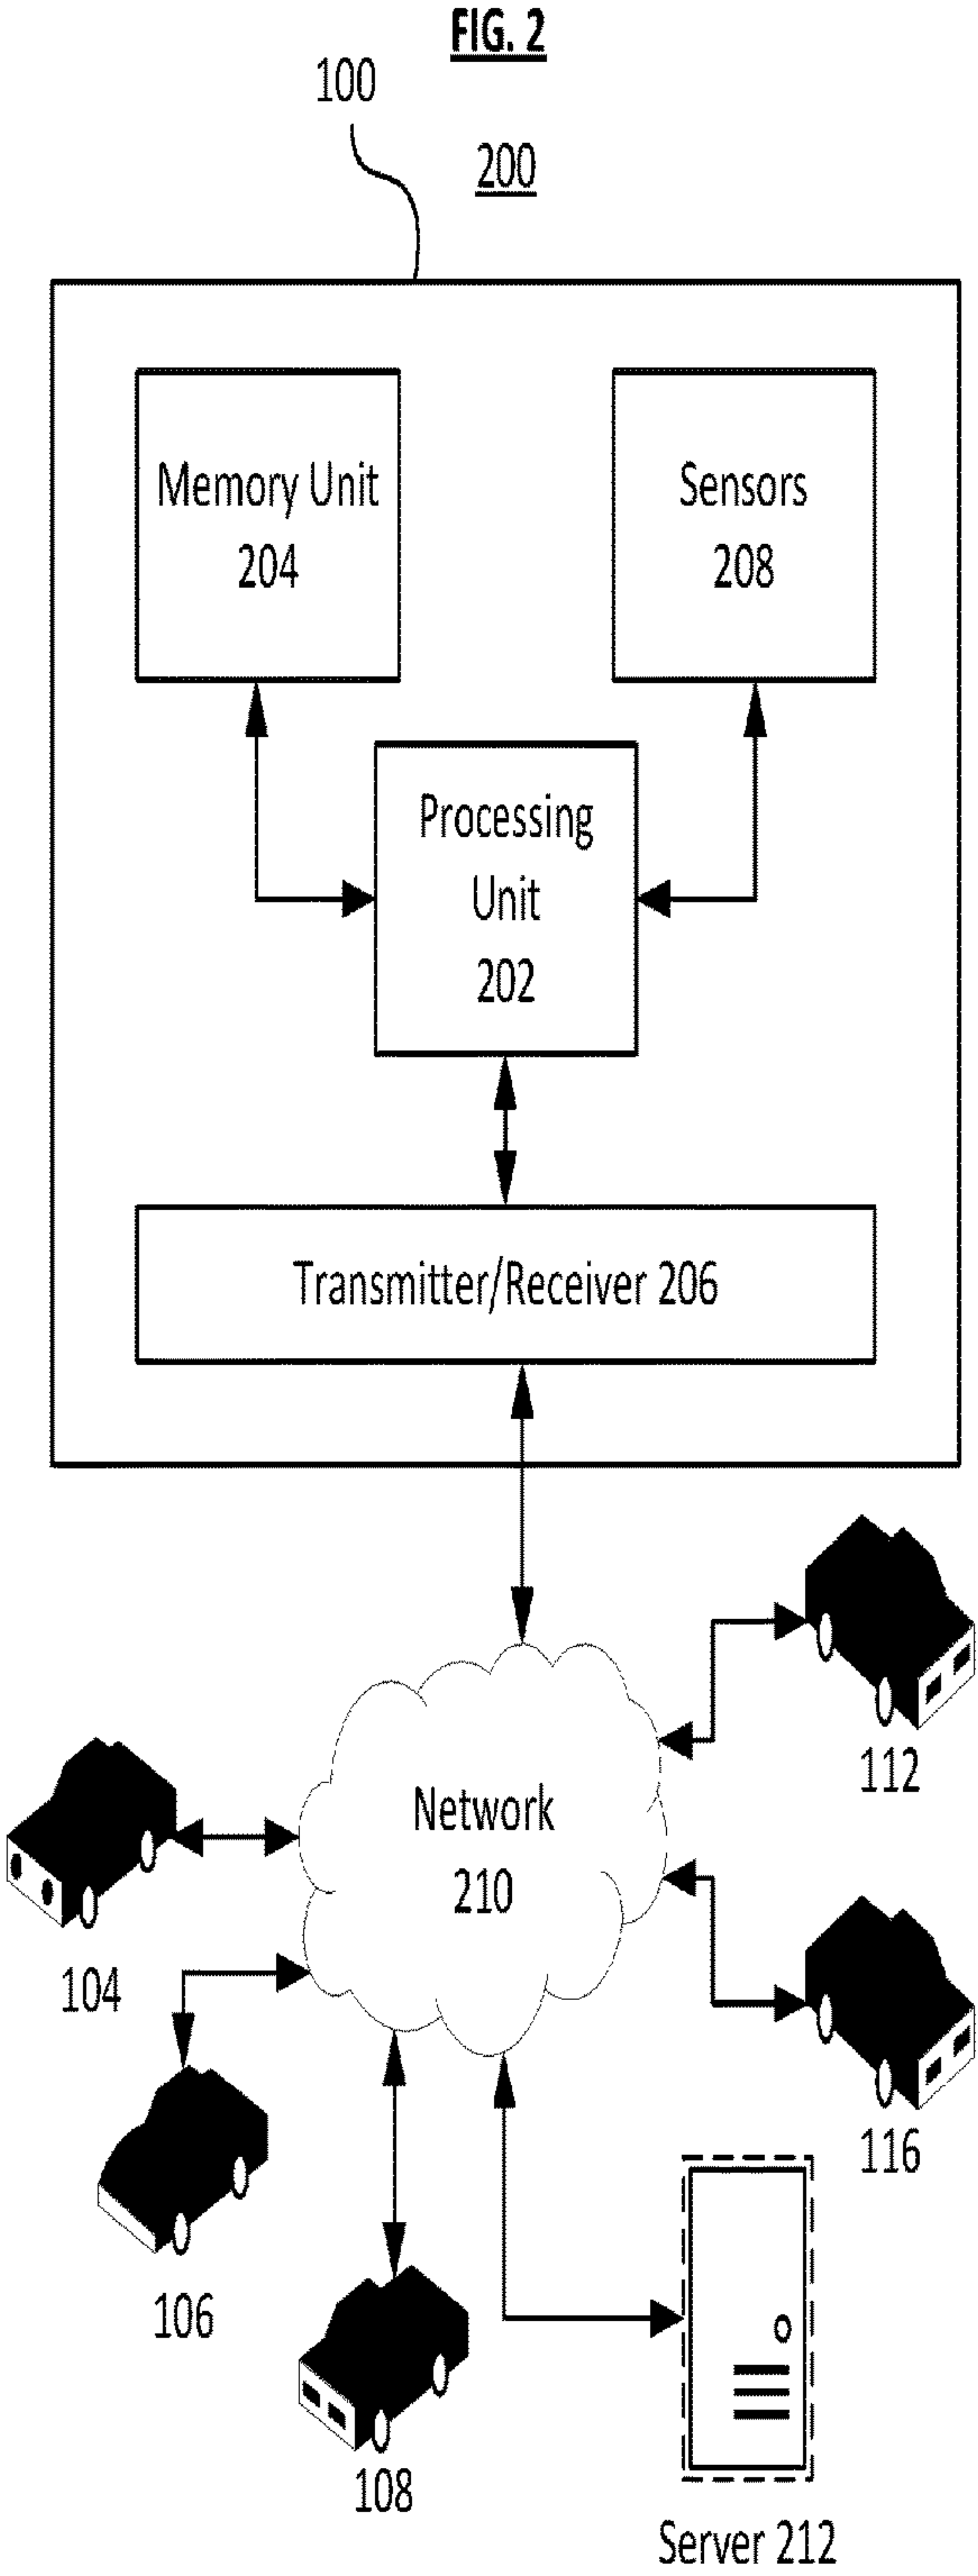 FIG. 2
100
200
Memory Unit
204
Sensors
208
Processing
Unit
202
Transmitter/Receiver 206
112
Network
210
104
116
106
108
Server 212